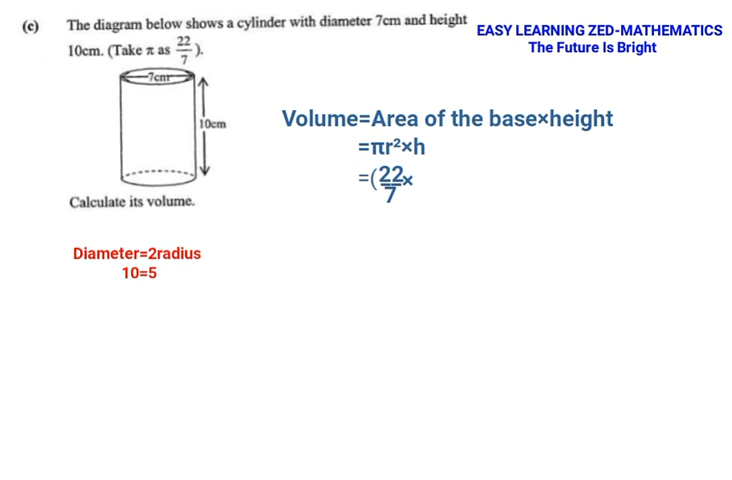 (c) The diagram below shows a cylinder with diameter 7cm and height
10cm. (Take π as 22/7).
EASY LEARNING ZED-MATHEMATICS
The Future Is Bright
7cm
10cm
Calculate its volume.
Volume=Area of the base×height
=πr²×h
=(22/7×
Diameter=2radius
10=5